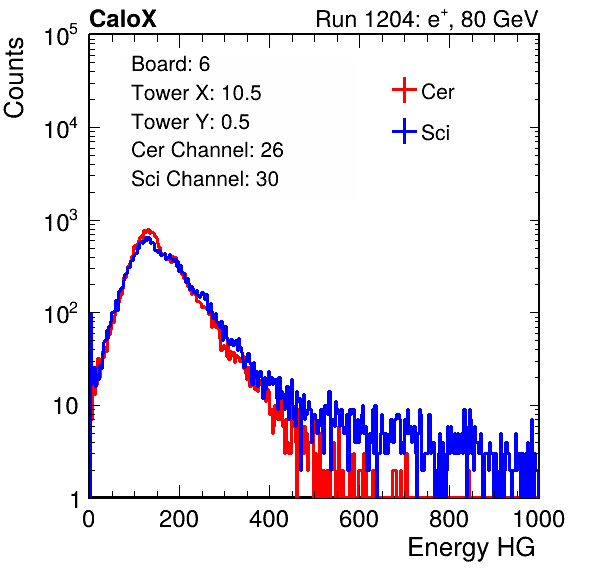 CaloX Run 1204: e⁺, 80 GeV
Counts
Board: 6
Tower X: 10.5
Tower Y: 0.5
Cer Channel: 26
Sci Channel: 30
Cer
Sci
10⁵
10⁴
10³
10²
10
1
0 200 400 600 800 1000
Energy HG